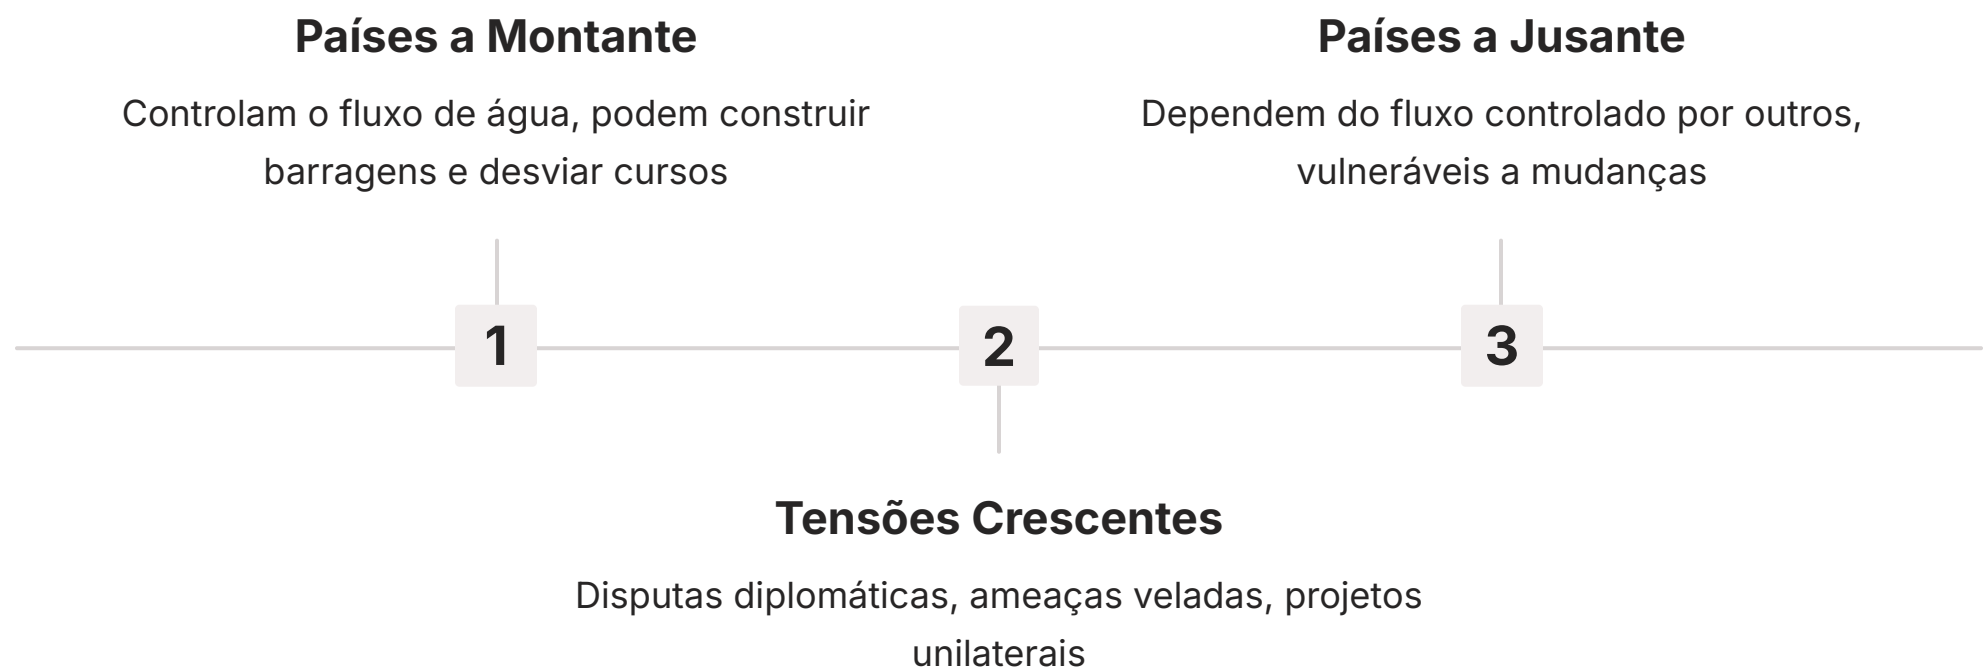 Países a Montante
Controlam o fluxo de água, podem construir
barragens e desviar cursos
Países a Jusante
Dependem do fluxo controlado por outros,
vulneráveis a mudanças
1
2
3
Tensões Crescentes
Disputas diplomáticas, ameaças veladas, projetos
unilaterais